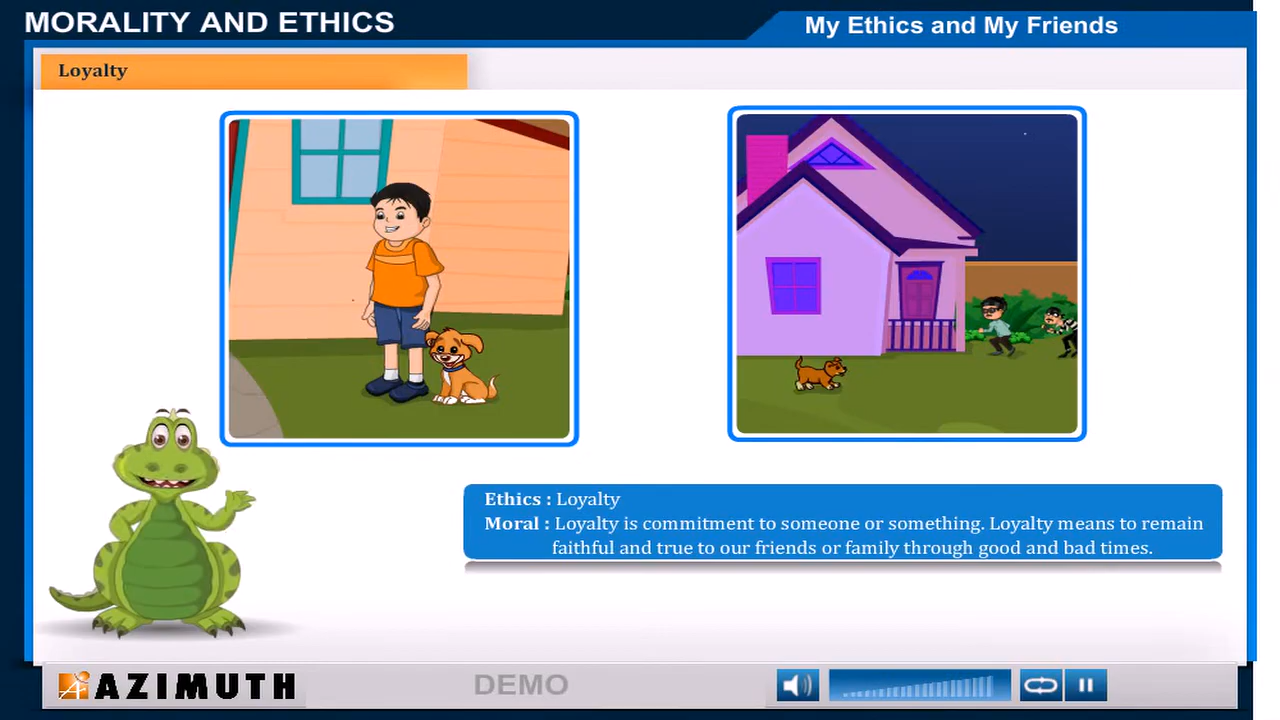 MORALITY AND ETHICS
My Ethics and My Friends
Loyalty
Ethics : Loyalty
Moral : Loyalty is commitment to someone or something. Loyalty means to remain
faithful and true to our friends or family through good and bad times.
AZIMUTH
DEMO